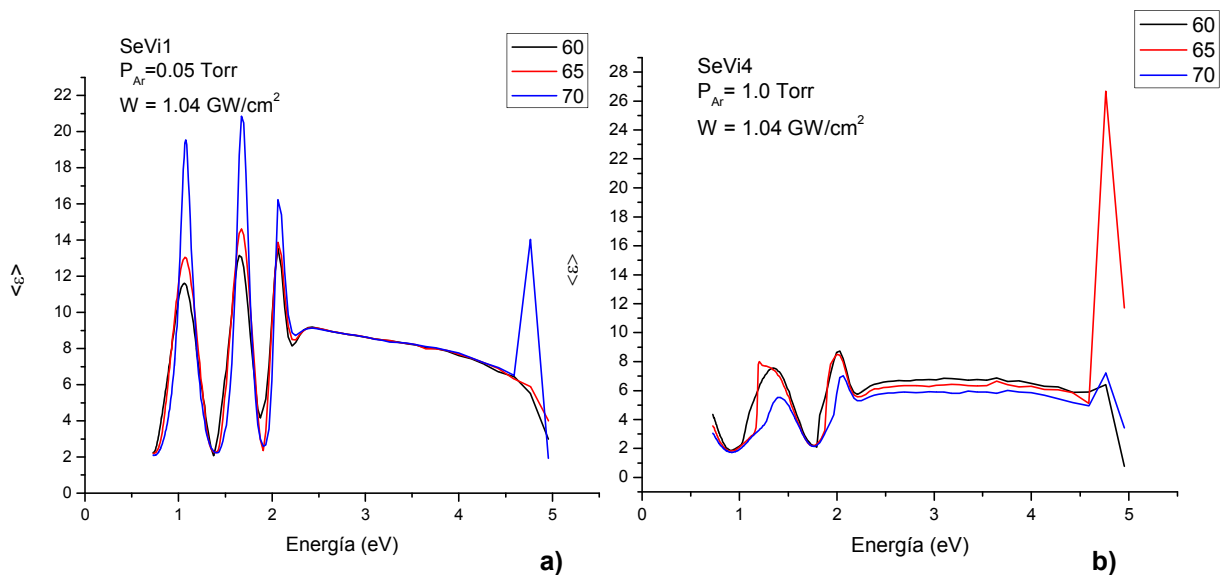 SeVi1
P_Ar=0.05 Torr
W = 1.04 GW/cm²
60
65
70
22
20
18
16
14
12
10
8
6
4
2
0
<ε>
0 1 2 3 4 5
Energía (eV)
a)
SeVi4
P_Ar= 1.0 Torr
W = 1.04 GW/cm²
60
65
70
28
26
24
22
20
18
16
14
12
10
8
6
4
2
0
<ε>
0 1 2 3 4 5
Energía (eV)
b)